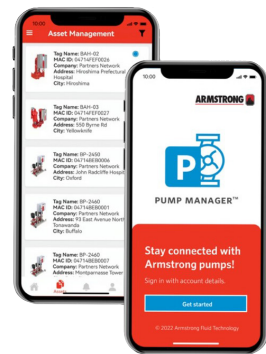 10:00
Asset Management
Tag Name: BAH-02
MAC ID: 04714FEF0026
Company: Partners Network
Address: Hiroshima Prefectural
Hospital
City: Hiroshima
Tag Name: BAH-03
MAC ID: 04714FEF0027
Company: Partners Network
Address: 550 Byrne Rd
City: Yellowknife
Tag Name: BP-2450
MAC ID: 04714BEB0006
Company: Partners Network
Address: John Radcliffe Hospit
City: Oxford
Tag Name: BP-2460
MAC ID: 04714BEB0001
Company: Partners Network
Address: 93 East Avenue North
Tonawanda
City: Buffalo
Tag Name: BP-2460
MAC ID: 04714BEB0001
Company: Partners Network
Address: Montparnasse Tower
Assets
10:00
ARMSTRONG
P
PUMP MANAGER™
Stay connected with
Armstrong pumps!
Sign in with account details.
Get started
© 2022 Armstrong Fluid Technology